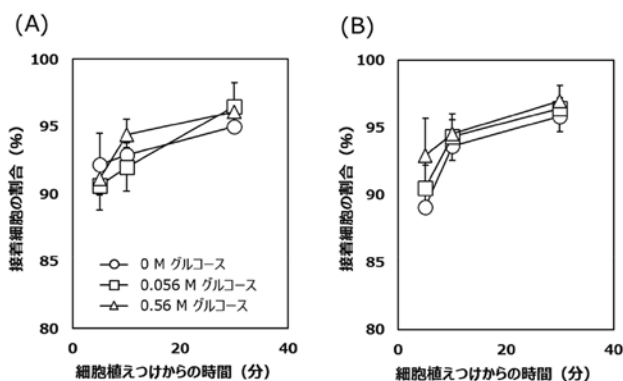 (A)
100
95
90
85
80
接着細胞の割合（%）
0 M グルコース
0.056 M グルコース
0.56 M グルコース
0
20
40
細胞植えつけからの時間（分）
(B)
100
95
90
85
80
接着細胞の割合（%）
0
20
40
細胞植えつけからの時間（分）